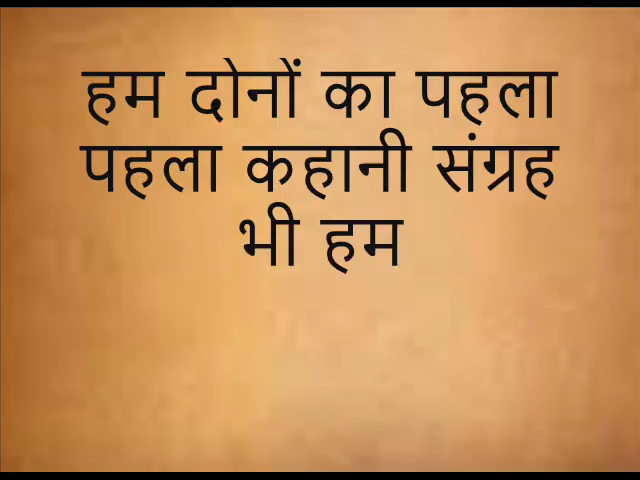 हम दोनों का पहला
पहला कहानी संग्रह
भी हम